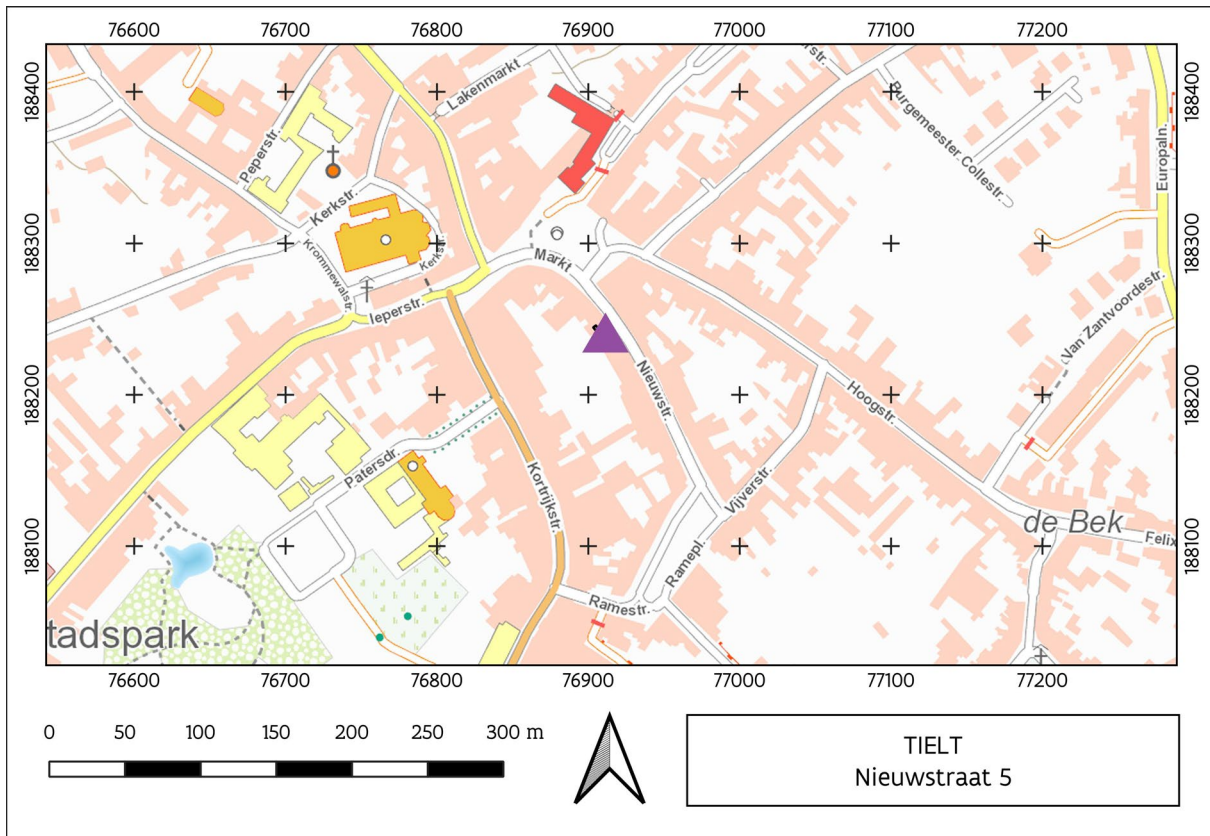 76600 76700 76800 76900 77000 77100 77200
188400
188300
188200
188100
188400
188300
188200
188100
Lakenmarkt
Peperstr.
Burgemeester Collestr.
Europaln.
Kerkstr.
Kerkstr.
Krommewalstr.
Markt
Ieperstr.
Van Zantvoordestr.
Nieuwstr.
Hoogstr.
Patersdr.
Kortrijkstr.
Vijverstr.
de Bek
Felix
Ramepl.
Ramestr.
tadspark
76600 76700 76800 76900 77000 77100 77200
0 50 100 150 200 250 300 m
TIELT
Nieuwstraat 5